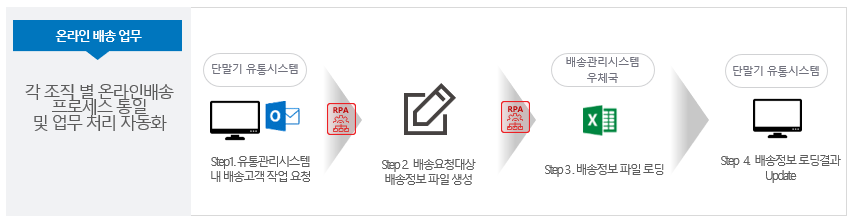 온라인 배송 업무
각 조직 별 온라인배송
프로세스 통일
및 업무 처리 자동화
단말기 유통시스템
Step1. 유통관리시스템
내 배송고객 작업 요청
RPA
Step 2. 배송요청대상
배송정보 파일 생성
RPA
배송관리시스템
우체국
Step 3. 배송정보 파일 로딩
단말기 유통시스템
Step 4. 배송정보 로딩결과
Update